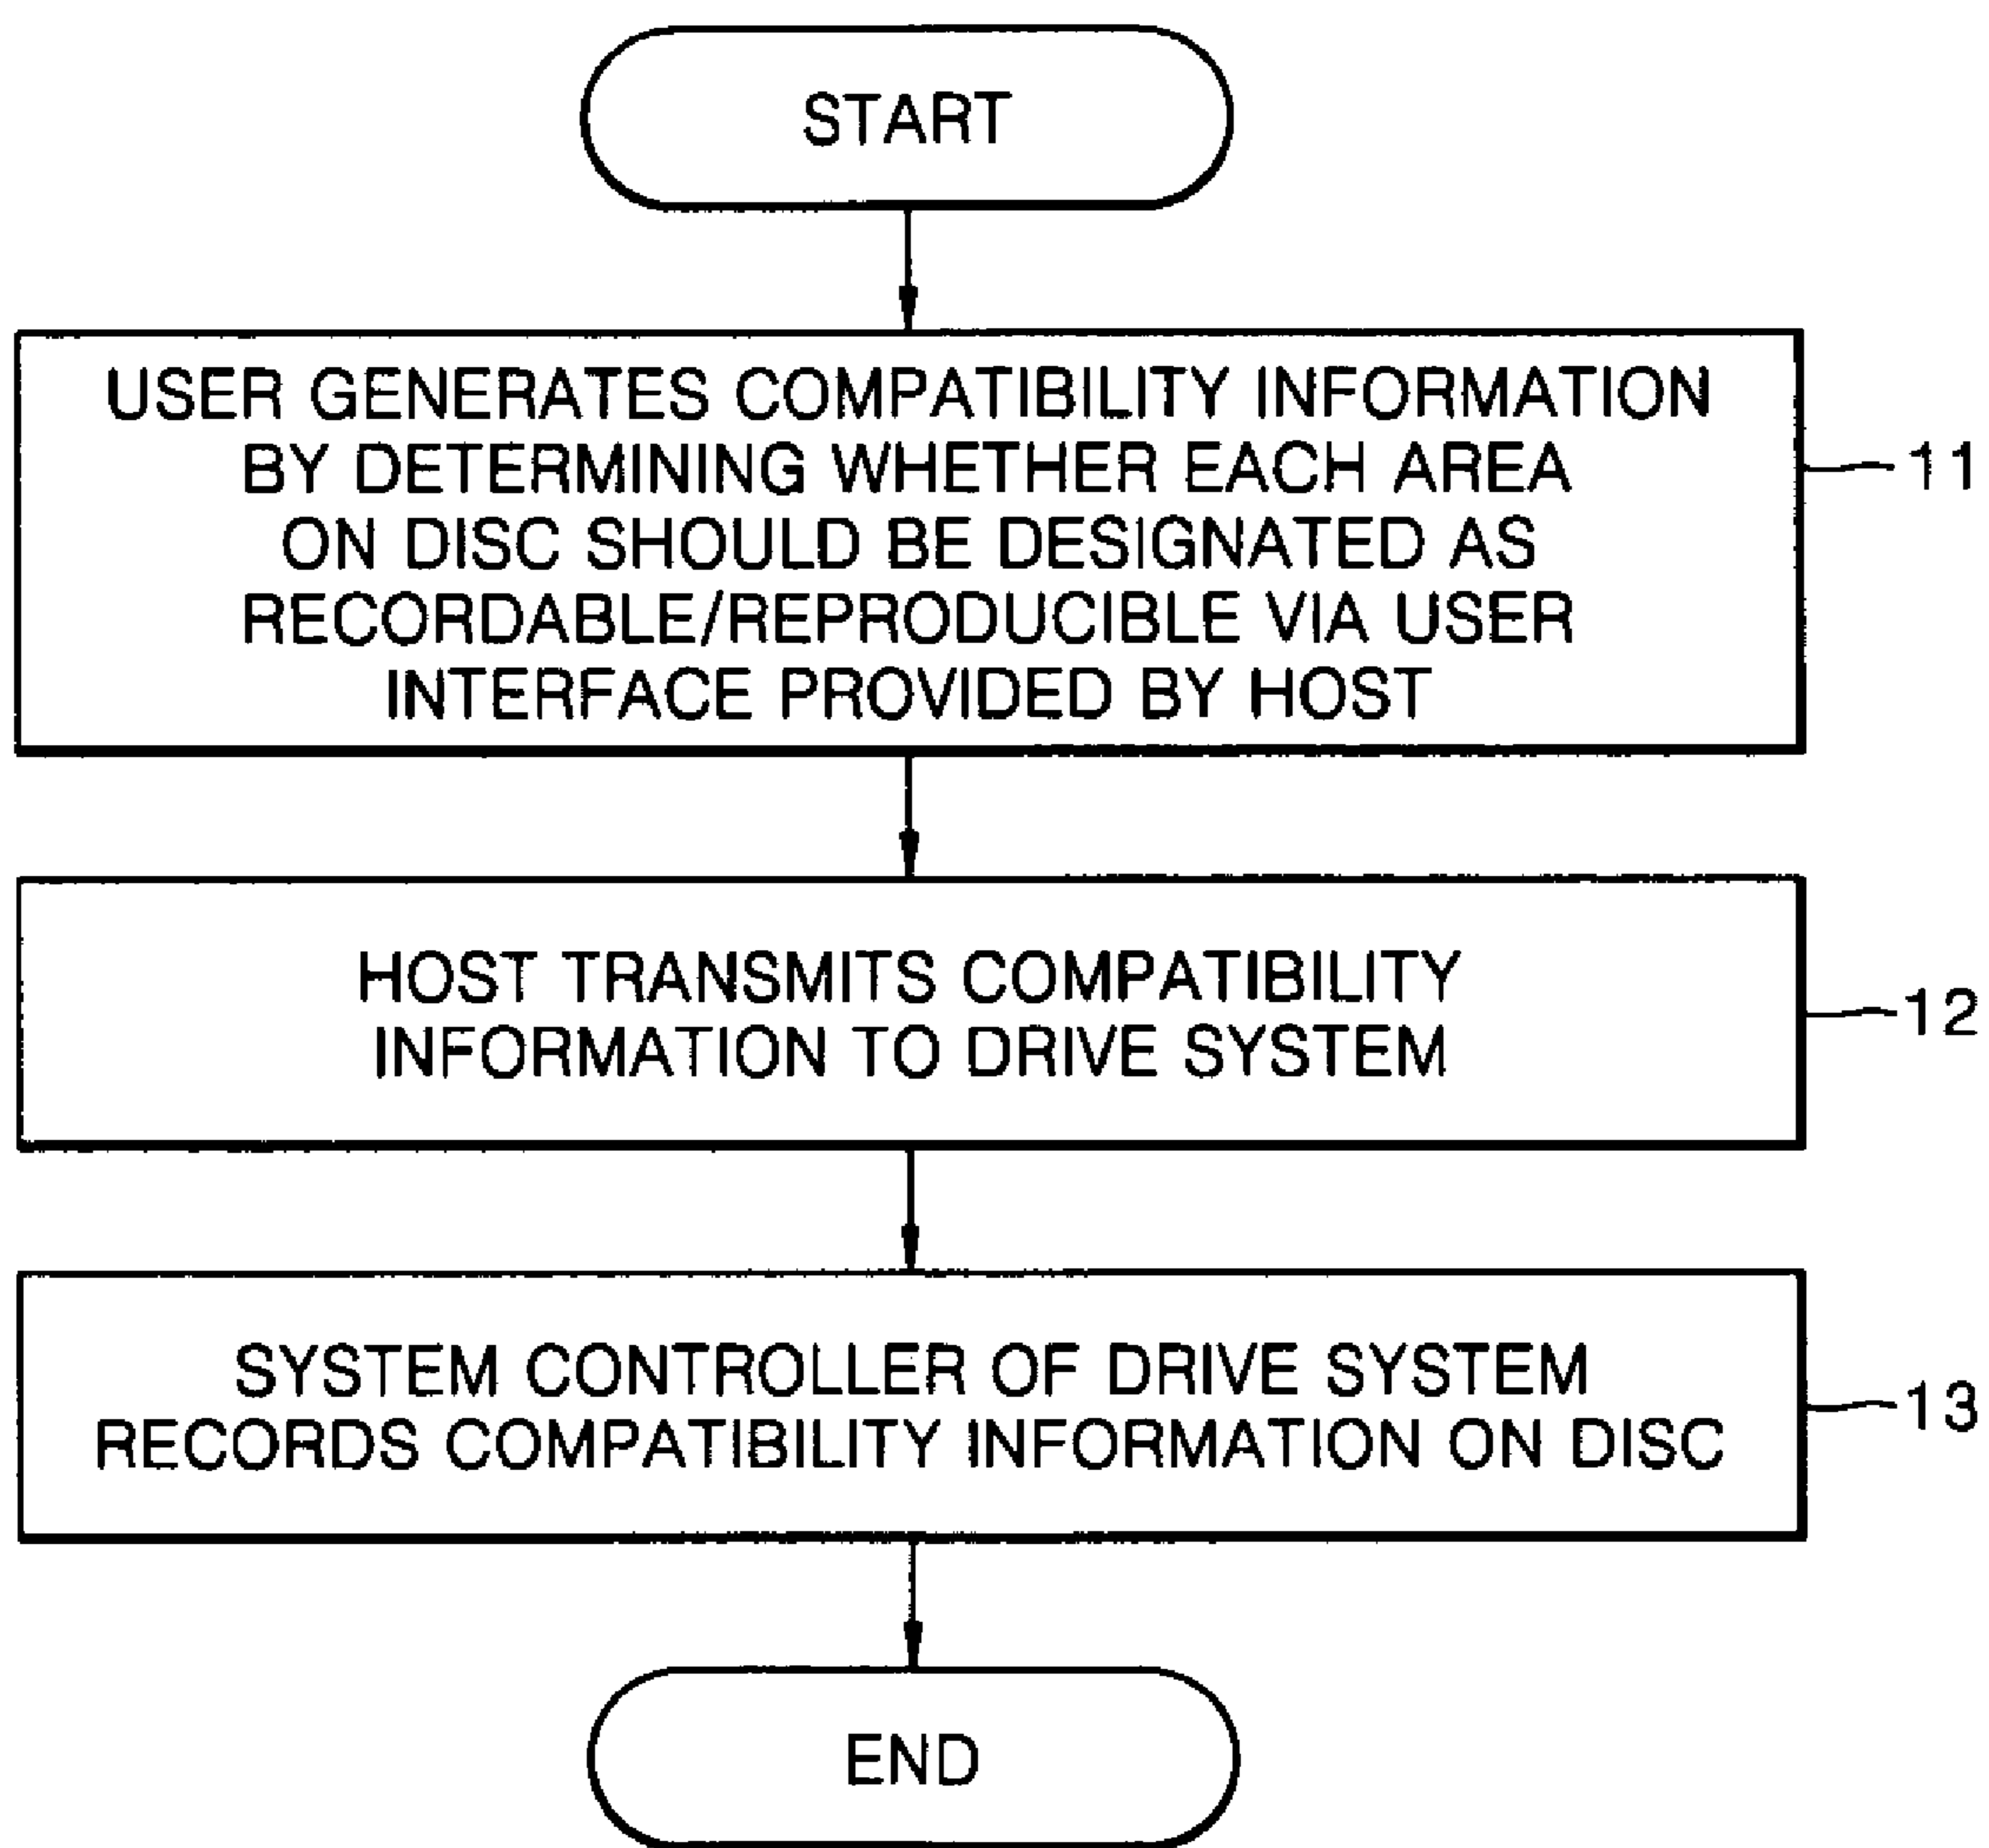 START
USER GENERATES COMPATIBILITY INFORMATION
BY DETERMINING WHETHER EACH AREA
ON DISC SHOULD BE DESIGNATED AS
RECORDABLE/REPRODUCIBLE VIA USER
INTERFACE PROVIDED BY HOST
11
HOST TRANSMITS COMPATIBILITY
INFORMATION TO DRIVE SYSTEM
12
SYSTEM CONTROLLER OF DRIVE SYSTEM
RECORDS COMPATIBILITY INFORMATION ON DISC
13
END